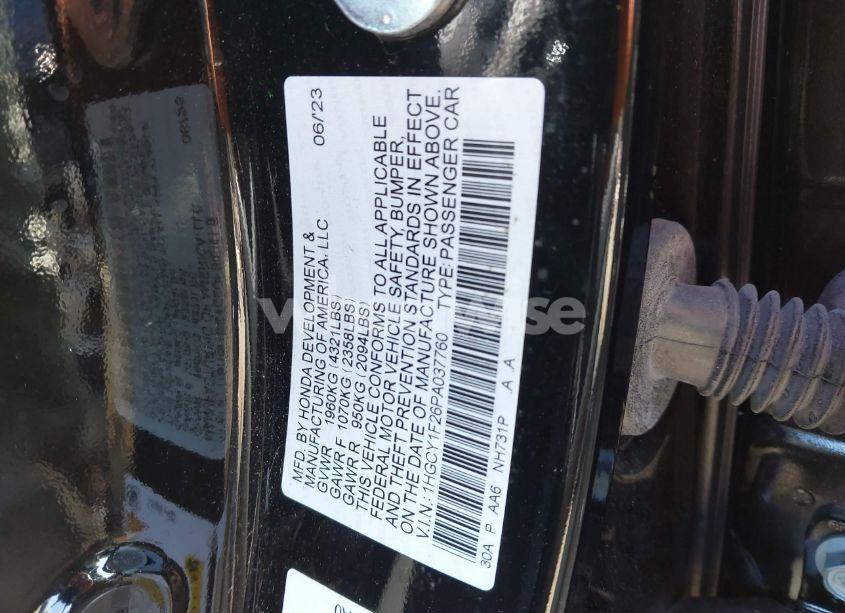 MFD. BY HONDA DEVELOPMENT &
MANUFACTURING OF AMERICA, LLC 06/'23
GVWR 1960KG (4321LBS)
GAWR F 1070KG (2358LBS)
GAWR R 950KG (2094LBS)
THIS VEHICLE CONFORMS TO ALL APPLICABLE
FEDERAL MOTOR VEHICLE SAFETY, BUMPER,
AND THEFT PREVENTION STANDARDS IN EFFECT
ON THE DATE OF MANUFACTURE SHOWN ABOVE.
V.I.N.: 1HGCY1F26PA037760 TYPE: PASSENGER CAR
30A P AA6 NH731P .A .A